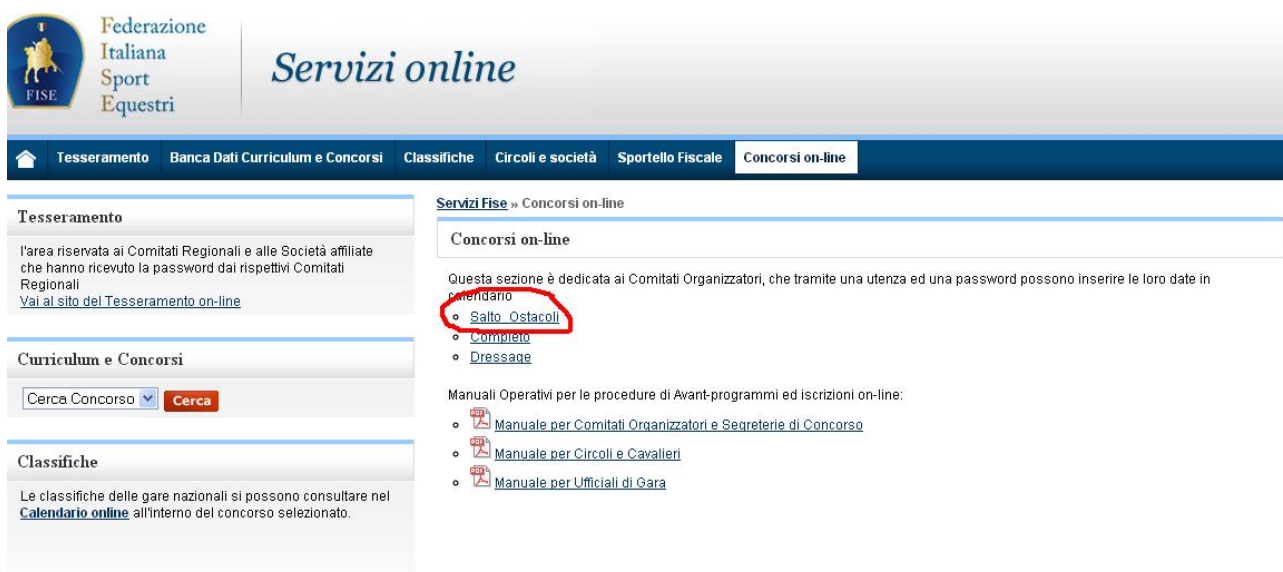 Federazione
Italiana
Sport
Equestri
FISE
Servizi online
Tesseramento Banca Dati Curriculum e Concorsi Classifiche Circoli e società Sportello Fiscale Concorsi on-line
Tesseramento
l'area riservata ai Comitati Regionali e alle Società affiliate
che hanno ricevuto la password dai rispettivi Comitati
Regionali
Vai al sito del Tesseramento on-line
Curriculum e Concorsi
Cerca Concorso Cerca
Classifiche
Le classifiche delle gare nazionali si possono consultare nel
Calendario online all'interno del concorso selezionato.
Servizi Fise » Concorsi on-line
Concorsi on-line
Questa sezione è dedicata ai Comitati Organizzatori, che tramite una utenza ed una password possono inserire le loro date in
calendario
Salto Ostacoli
Completo
Dressage
Manuali Operativi per le procedure di Avant-programmi ed iscrizioni on-line:
Manuale per Comitati Organizzatori e Segreterie di Concorso
Manuale per Circoli e Cavalieri
Manuale per Ufficiali di Gara